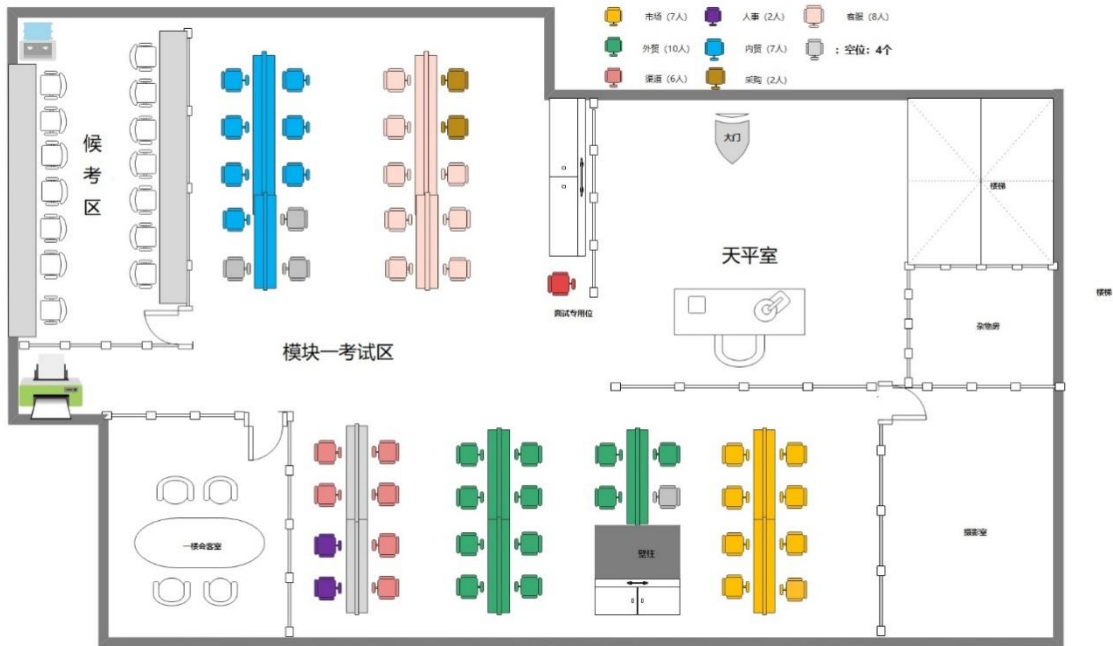 市场 (7人)
人事 (2人)
客服 (8人)
外贸 (10人)
内贸 (7人)
: 空位: 4个
渠道 (6人)
采购 (2人)
候考区
大门
楼梯
天平室
楼梯
面试专用位
杂物房
模块一考试区
一楼会客室
壁柱
摄影室